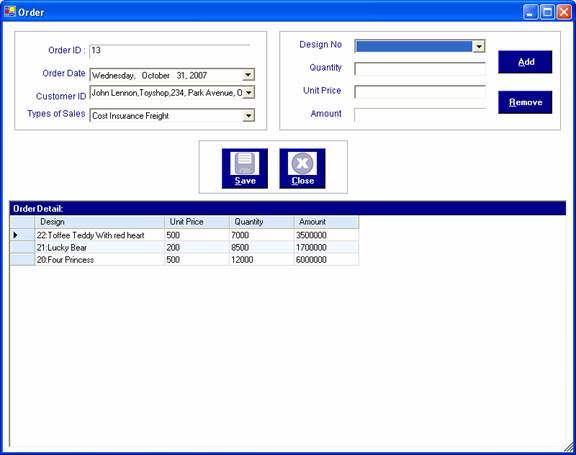 Order
Order ID : 13
Order Date Wednesday, October 31, 2007
Customer ID John Lennon,Toyshop,234, Park Avenue, O
Types of Sales Cost Insurance Freight
Design No
Quantity
Unit Price
Amount
Add
Remove
Save Close
Order Detail:
Design Unit Price Quantity Amount
22:Toffee Teddy With red heart 500 7000 3500000
21:Lucky Bear 200 8500 1700000
20:Four Princess 500 12000 6000000